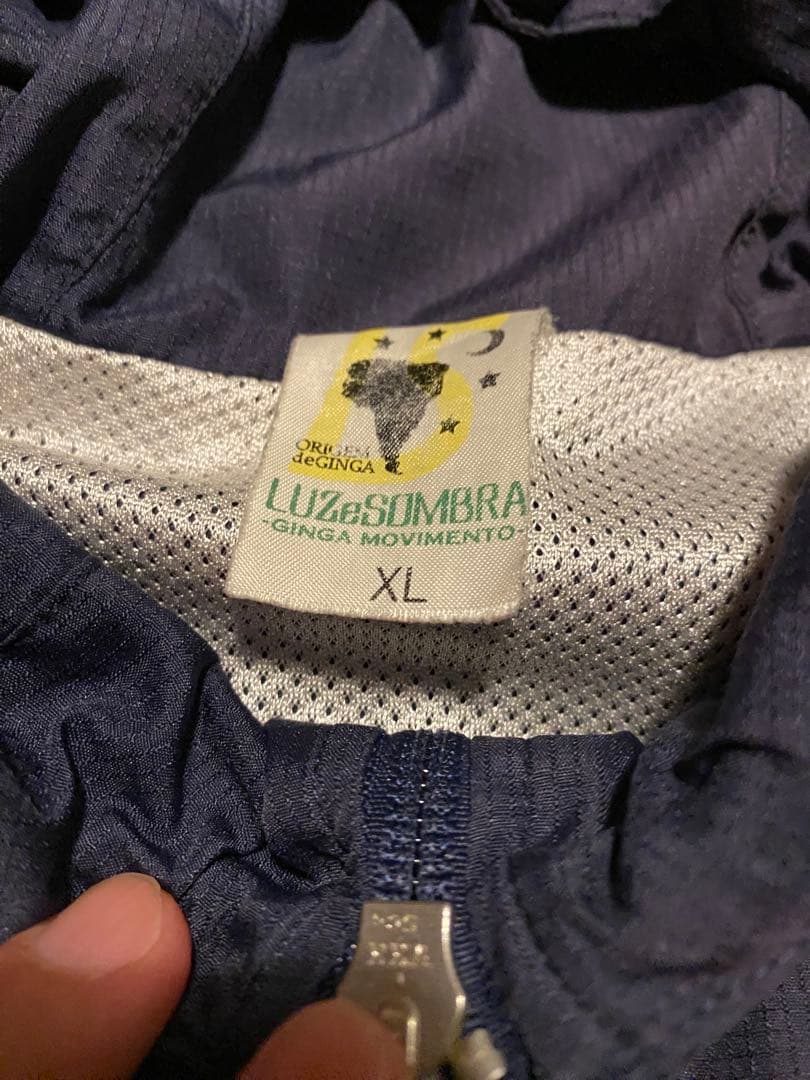 ORIGEM
deGINGA
LUZeSOMBRA
-GINGA MOVIMENTO-
XL